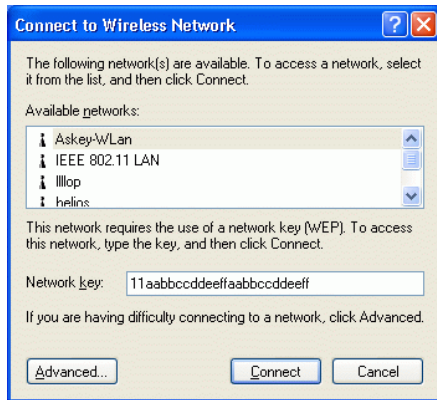 Connect to Wireless Network
The following network(s) are available. To access a network, select
it from the list, and then click Connect.
Available networks:
Askey-WLan
IEEE 802.11 LAN
llllop
helios
This network requires the use of a network key (WEP). To access
this network, type the key, and then click Connect.
Network key: 11aabbccddeeffaabbccddeeff
If you are having difficulty connecting to a network, click Advanced.
Advanced... Connect Cancel